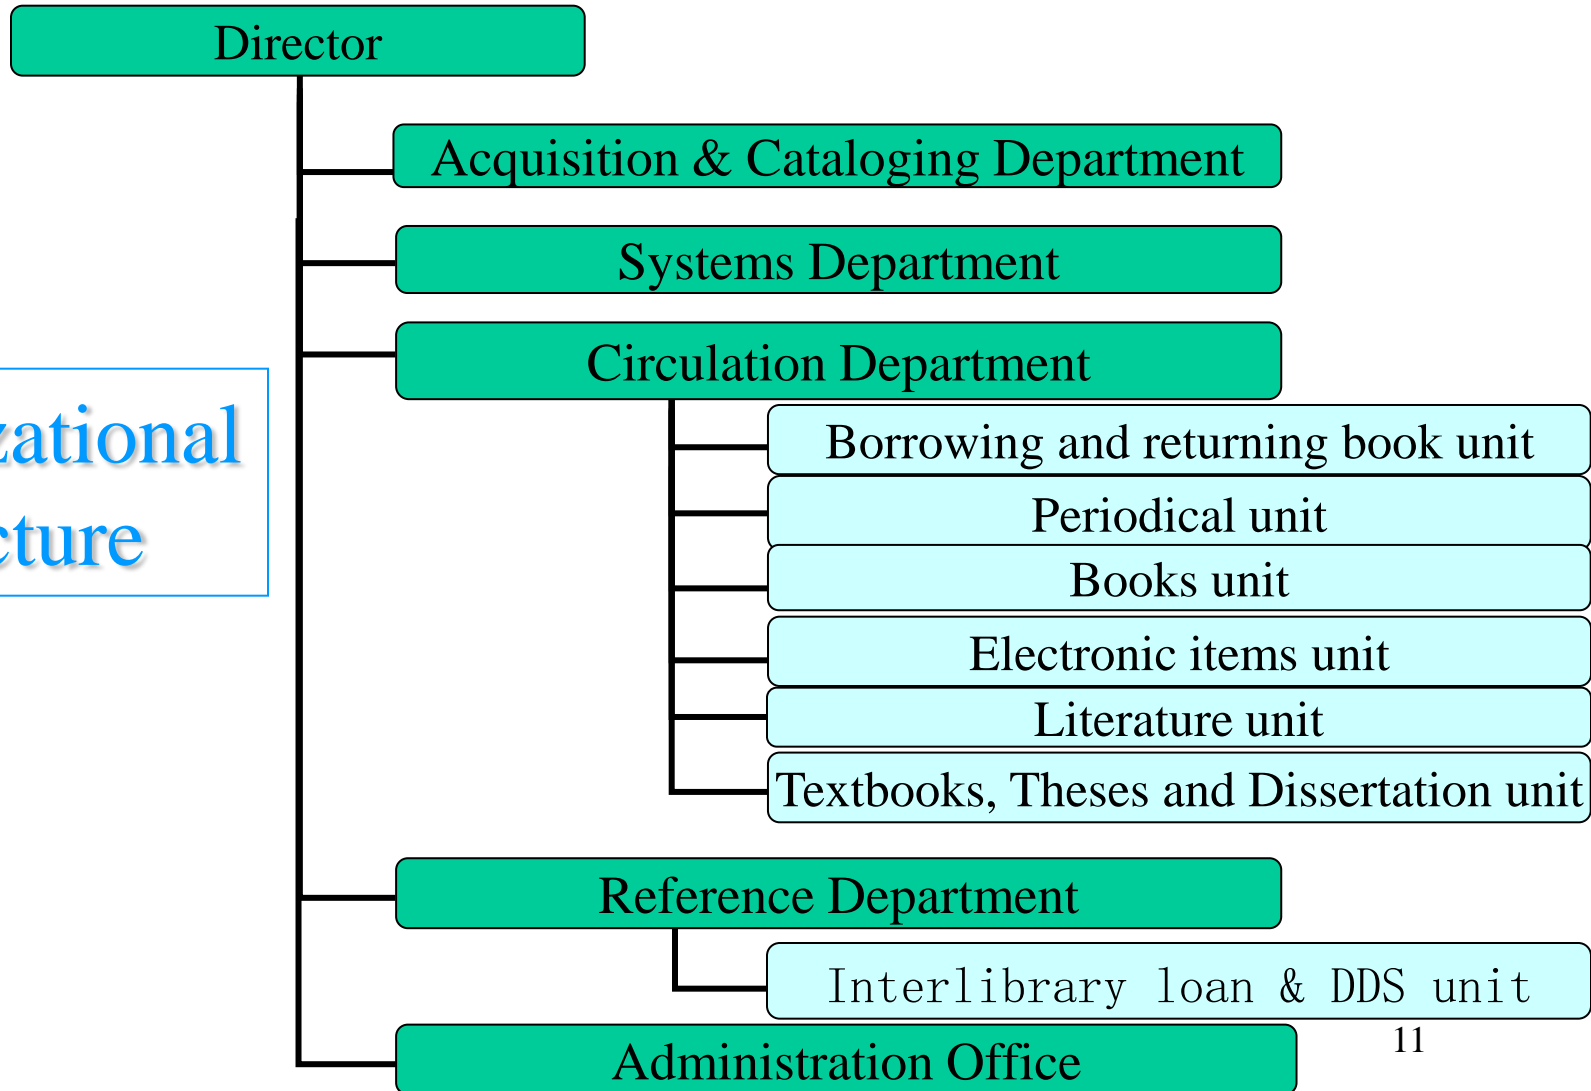 Director
Acquisition & Cataloging Department
Systems Department
Circulation Department
zational
cture
Borrowing and returning book unit
Periodical unit
Books unit
Electronic items unit
Literature unit
Textbooks, Theses and Dissertation unit
Reference Department
Interlibrary loan & DDS unit
Administration Office
11